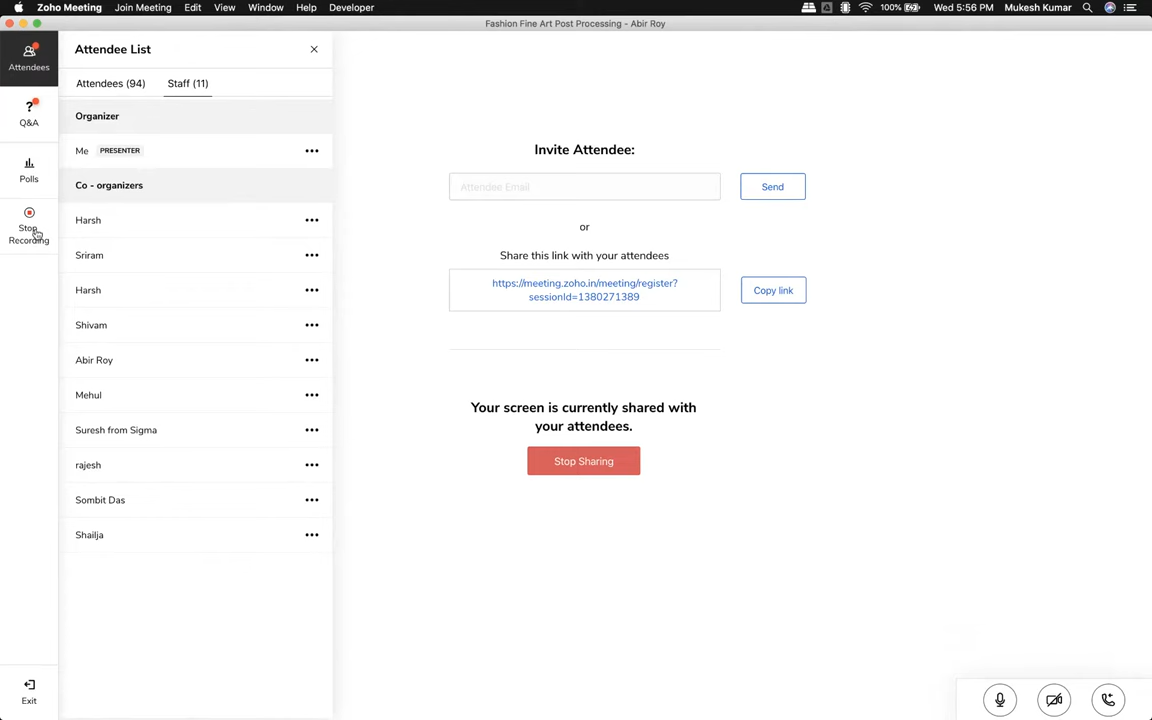 Zoho Meeting Join Meeting Edit View Window Help Developer 100% Wed 5:56 PM Mukesh Kumar
Fashion Fine Art Post Processing - Abir Roy
Attendees
Q&A
Polls
Stop
Recording
Exit
Attendee List
Attendees (94) Staff (11)
Organizer
Me PRESENTER
Co - organizers
Harsh
Sriram
Harsh
Shivam
Abir Roy
Mehul
Suresh from Sigma
rajesh
Sombit Das
Shailja
Invite Attendee:
Attendee Email Send
or
Share this link with your attendees
https://meeting.zoho.in/meeting/register?
sessionId=1380271389
Copy link
Your screen is currently shared with
your attendees.
Stop Sharing